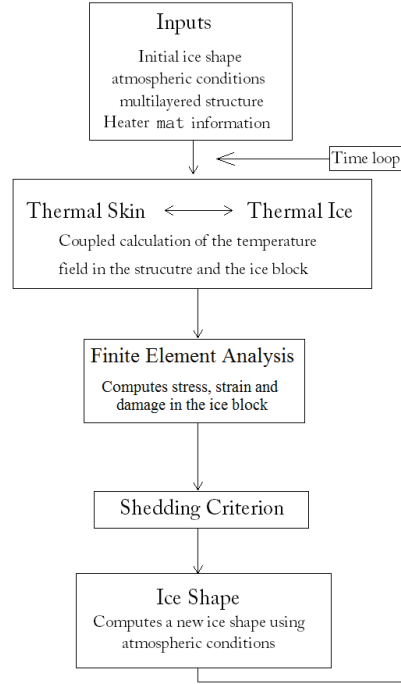 Inputs
Initial ice shape
atmospheric conditions
multilayered structure
Heater mat information
Time loop
Thermal Skin
Thermal Ice
Coupled calculation of the temperature
field in the strucutre and the ice block
Finite Element Analysis
Computes stress, strain and
damage in the ice block
Shedding Criterion
Ice Shape
Computes a new ice shape using
atmospheric conditions